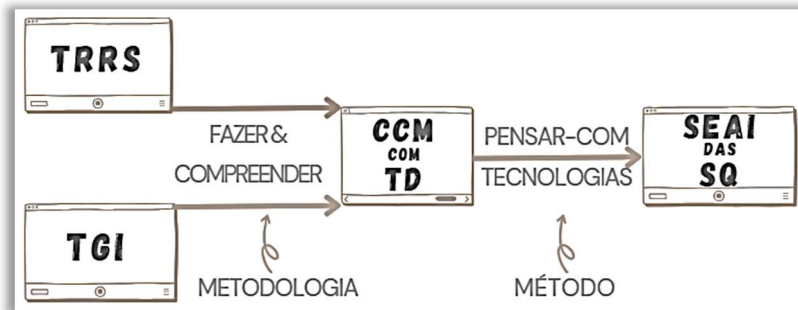 TRRS
FAZER &
COMPREENDER
TGI
METODOLOGIA
CCM
COM
TD
PENSAR-COM
TECNOLOGIAS
MÉTODO
SEAI
DAS
SQ